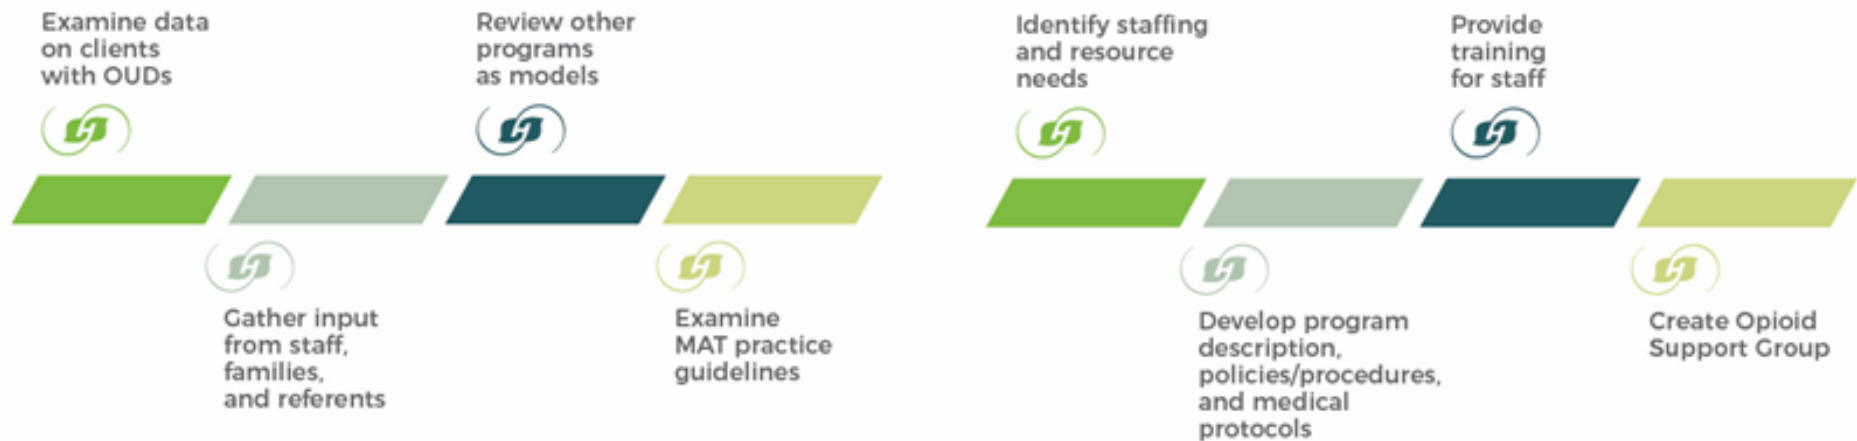 Examine data
on clients
with OUDs
Gather input
from staff,
families,
and referents
Review other
programs
as models
Examine
MAT practice
guidelines
Identify staffing
and resource
needs
Develop program
description,
policies/procedures,
and medical
protocols
Provide
training
for staff
Create Opioid
Support Group